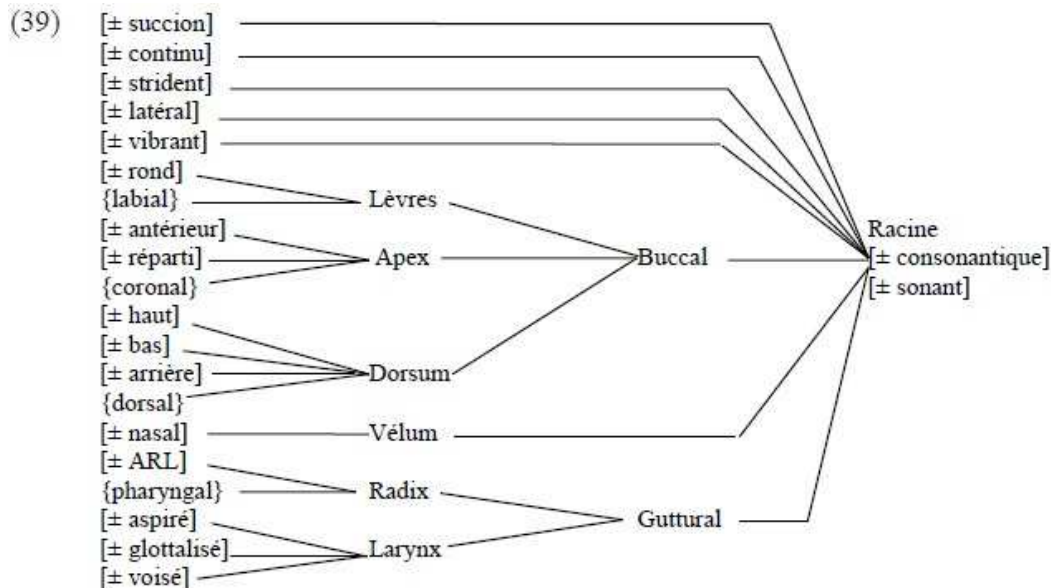 (39) [± succion]
[± continu]
[± strident]
[± latéral]
[± vibrant]
[± rond]
{labial} Lèvres
[± antérieur] Racine
[± réparti] Apex Buccal [± consonantique]
{coronal} [± sonant]
[± haut]
[± bas]
[± arrière] Dorsum
{dorsal}
[± nasal] Vélum
[± ARL]
{pharyngal} Radix
[± aspiré] Guttural
[± glottalisé] Larynx
[± voisé]